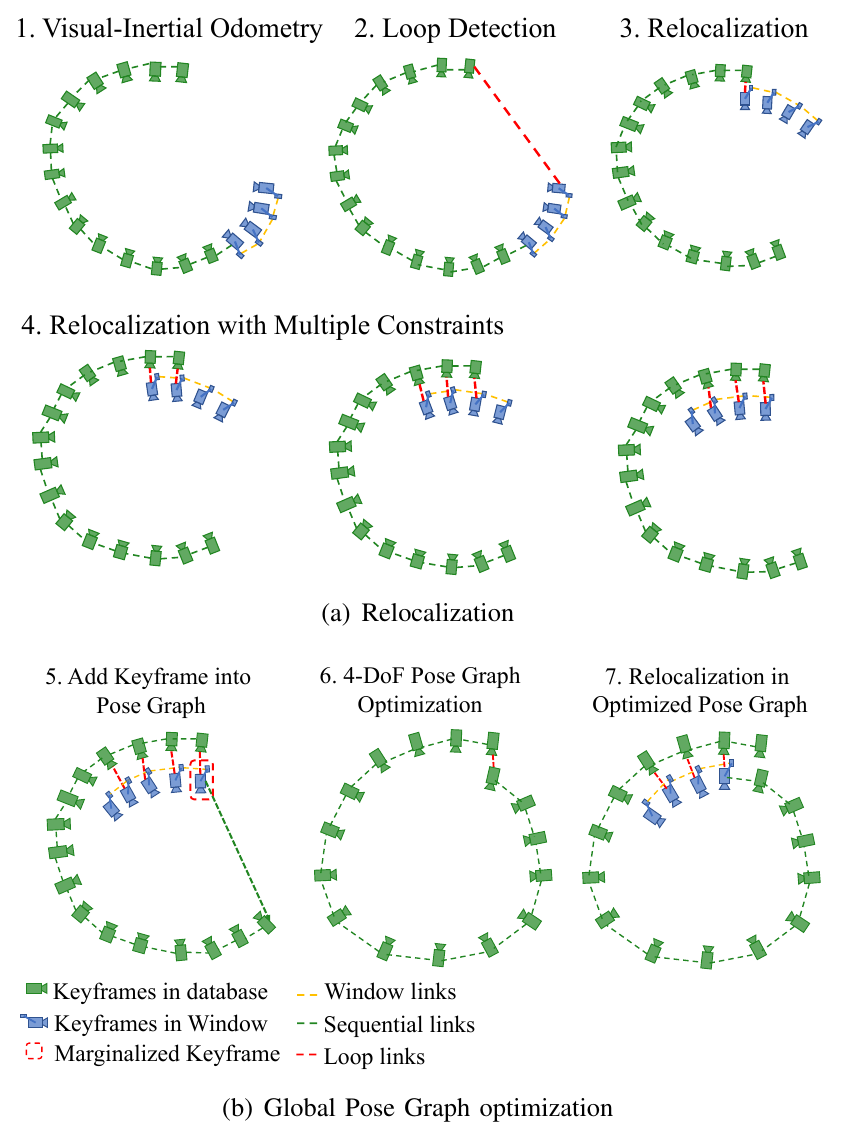 1. Visual-Inertial Odometry
2. Loop Detection
3. Relocalization
4. Relocalization with Multiple Constraints
(a) Relocalization
5. Add Keyframe into
Pose Graph
6. 4-DoF Pose Graph
Optimization
7. Relocalization in
Optimized Pose Graph
Keyframes in database
Keyframes in Window
Marginalized Keyframe
Window links
Sequential links
Loop links
(b) Global Pose Graph optimization